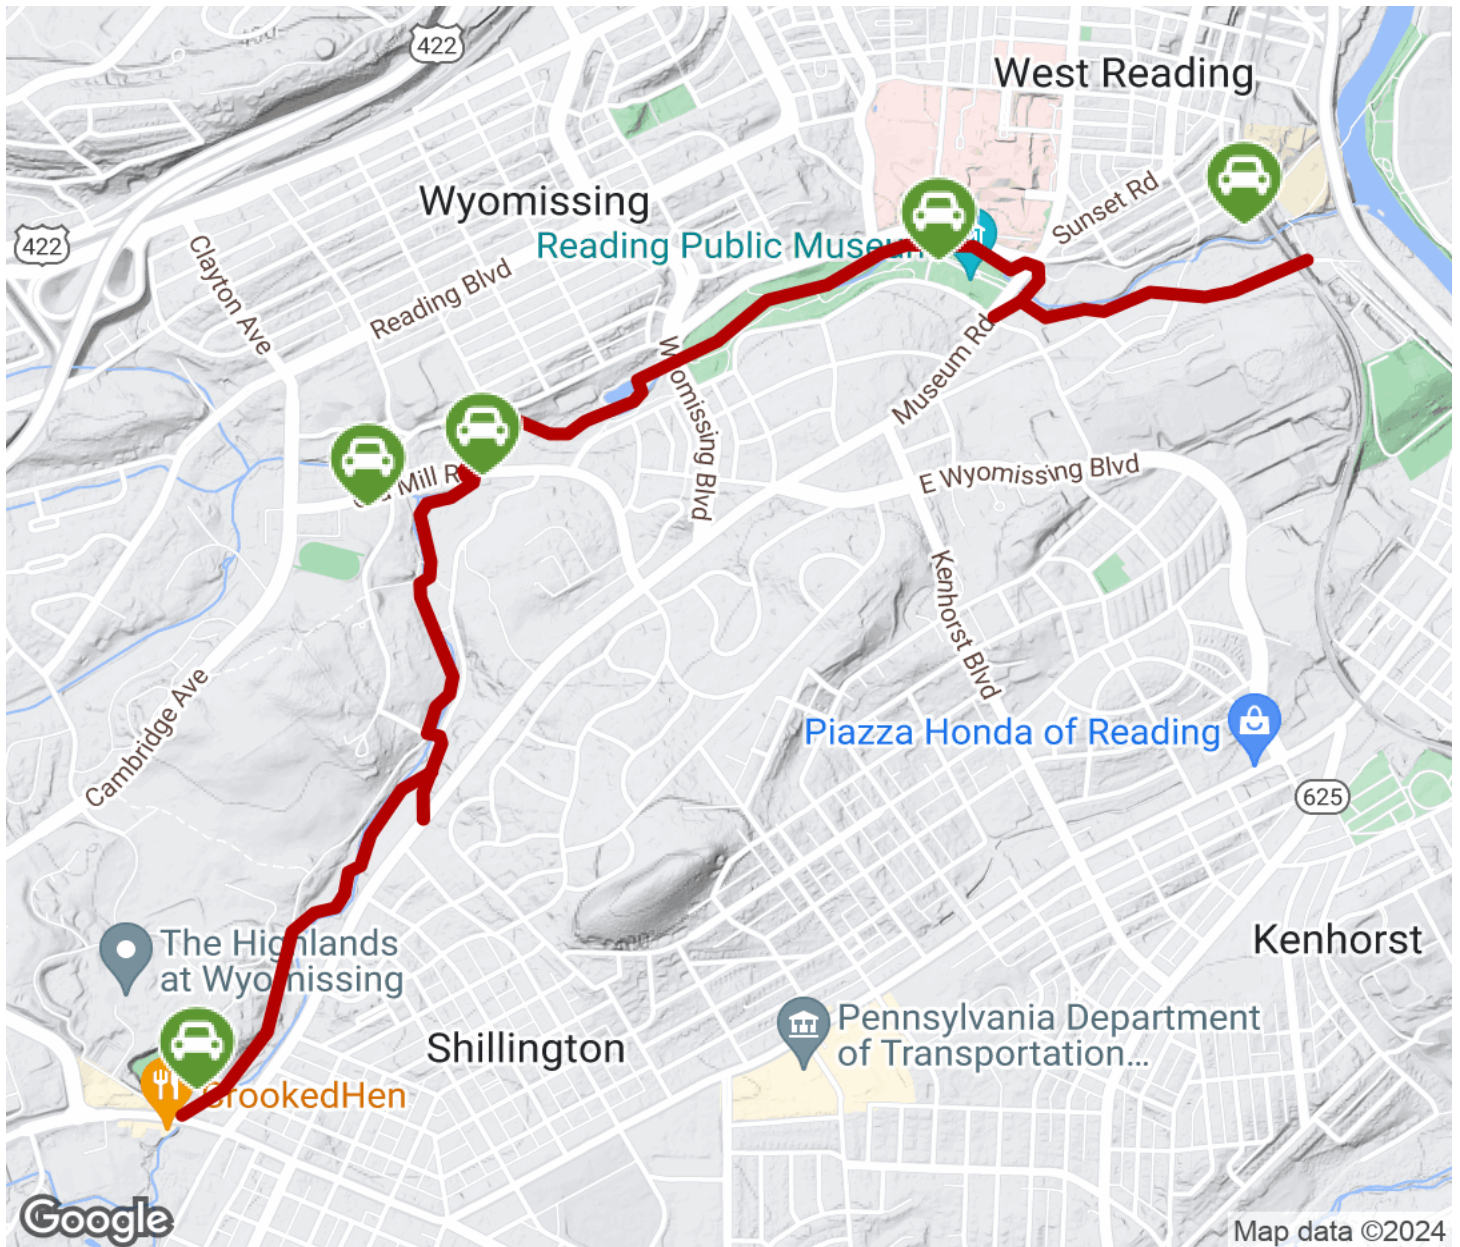 422
West Reading
Wyomissing
Sunset Rd
422
Reading Public Museum
Clayton Ave
Reading Blvd
Museum Rd
Wyomissing Blvd
E Wyomissing Blvd
Mill R
Kenhorst Blvd
Cambridge Ave
Piazza Honda of Reading
625
The Highlands
at Wyomissing
Kenhorst
Pennsylvania Department
of Transportation...
Shillington
CrookedHen
Google
Map data ©2024